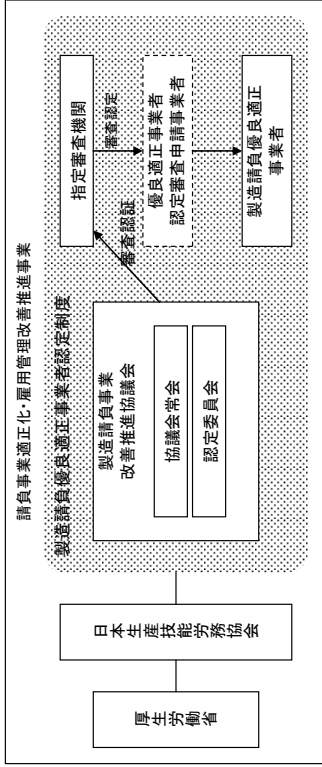 請負事業適正化・雇用管理改善推進事業
製造請負優良適正事業者認定制度
厚生労働省
日本生産技能労務協会
製造請負事業
改善推進協議会
協議会常会
認定委員会
審査認証
指定審査機関
審査認定
優良適正事業者
認定審査申請事業者
製造請負優良適正
事業者